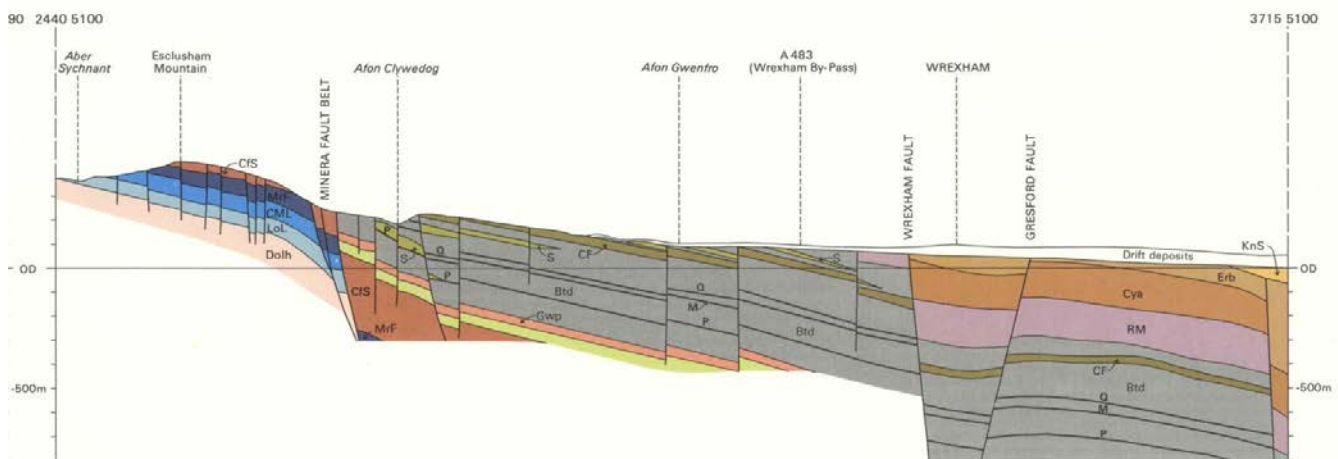 90 2440 5100
3715 5100
Aber
Sychnant
Esclusham
Mountain
MINERA FAULT BELT
Afon Clywedog
Afon Gwenfro
A 483
(Wrexham By-Pass)
WREXHAM FAULT
WREXHAM
GRESFORD FAULT
CfS
MrF
CML
LoL
Dolh
OD
CfS
MrF
P
S
Q
P
S
CF
Btd
Gwp
Q
M
P
S
Btd
Drift deposits
KnS
Erb
OD
Cya
RM
CF
Btd
Q
M
P
-500m
-500m